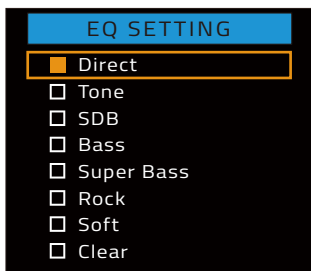 EQ SETTING
Direct
Tone
SDB
Bass
Super Bass
Rock
Soft
Clear